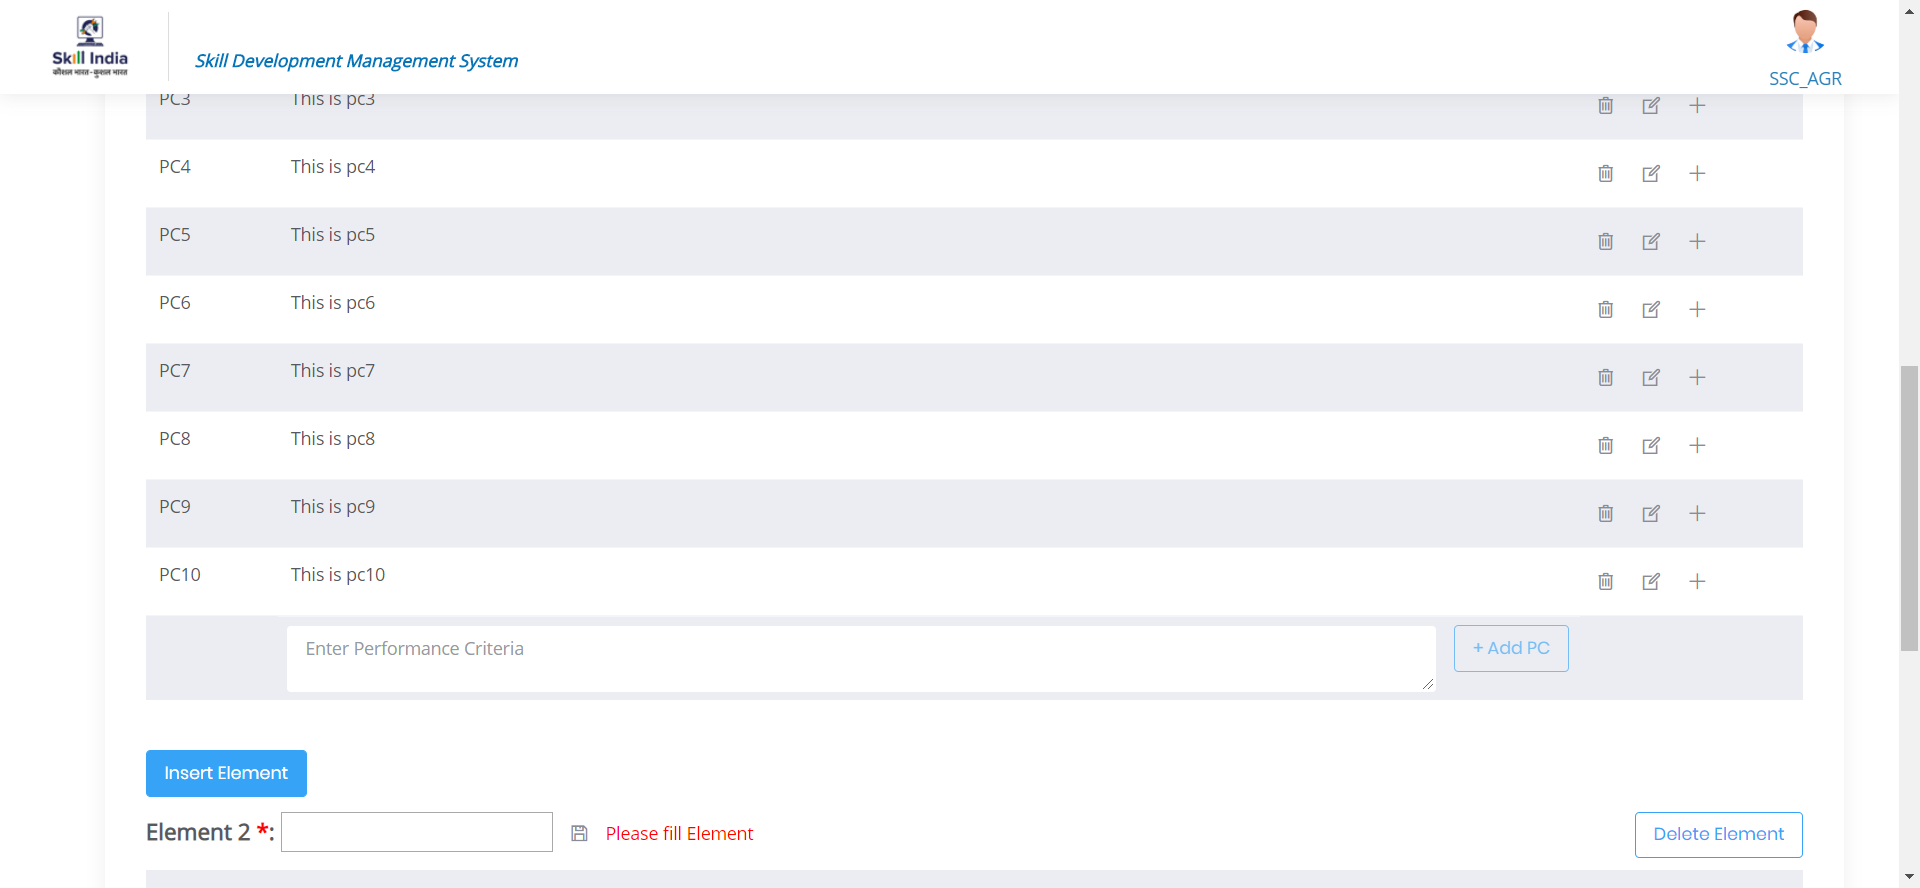 Skill India
कौशल भारत-कुशल भारत
Skill Development Management System
SSC_AGR
PC3 This is pc3
PC4 This is pc4
PC5 This is pc5
PC6 This is pc6
PC7 This is pc7
PC8 This is pc8
PC9 This is pc9
PC10 This is pc10
Enter Performance Criteria
+ Add PC
Insert Element
Element 2 *: Please fill Element
Delete Element